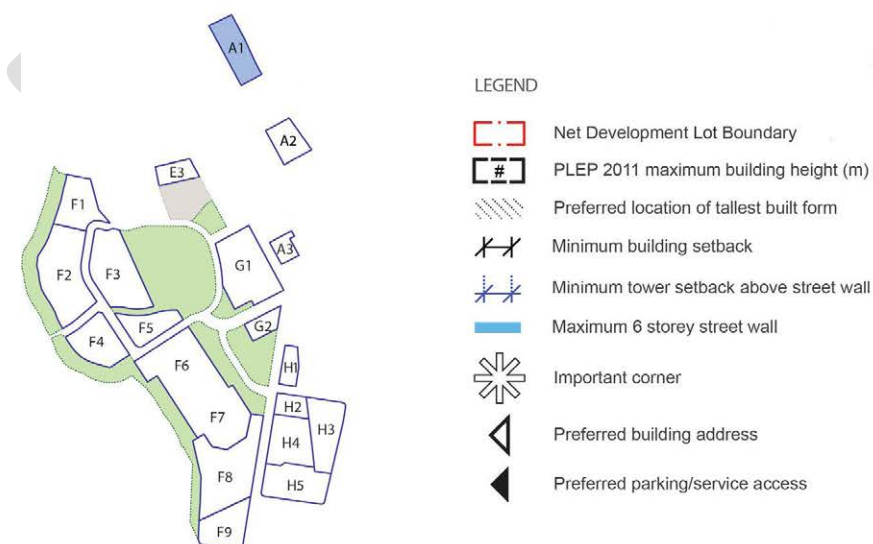 A1
A2
E3
F1
A3
G1
F2
F3
G2
F5
F4
F6
H1
H2
F7
H3
H4
F8
H5
F9
LEGEND
Net Development Lot Boundary
# PLEP 2011 maximum building height (m)
Preferred location of tallest built form
Minimum building setback
Minimum tower setback above street wall
Maximum 6 storey street wall
Important corner
Preferred building address
Preferred parking/service access